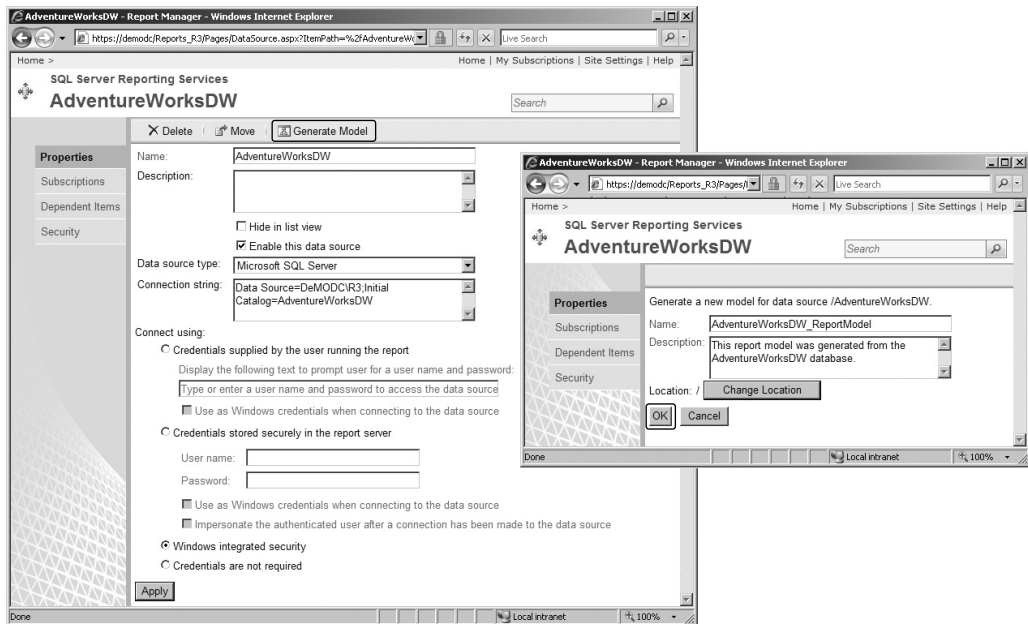 AdventureWorksDW - Report Manager - Windows Internet Explorer
https://demodc/Reports_R3/Pages/DataSource.aspx?ItemPath=%2fAdventureWo
Live Search
Home >
Home | My Subscriptions | Site Settings | Help
SQL Server Reporting Services
AdventureWorksDW
Search
Delete
Move
Generate Model
Properties
Subscriptions
Dependent Items
Security
Name:
AdventureWorksDW
Description:
Hide in list view
Enable this data source
Data source type:
Microsoft SQL Server
Connection string:
Data Source=DeMODC\R3;Initial
Catalog=AdventureWorksDW
Connect using:
Credentials supplied by the user running the report
Display the following text to prompt user for a user name and password:
Type or enter a user name and password to access the data source
Use as Windows credentials when connecting to the data source
Credentials stored securely in the report server
User name:
Password:
Use as Windows credentials when connecting to the data source
Impersonate the authenticated user after a connection has been made to the data source
Windows integrated security
Credentials are not required
Apply
Done
Local intranet
100%
AdventureWorksDW - Report Manager - Windows Internet Explorer
https://demodc/Reports_R3/Pages/
Live Search
Home >
Home | My Subscriptions | Site Settings | Help
SQL Server Reporting Services
AdventureWorksDW
Search
Properties
Subscriptions
Dependent Items
Security
Generate a new model for data source /AdventureWorksDW.
Name:
AdventureWorksDW_ReportModel
Description:
This report model was generated from the
AdventureWorksDW database.
Location: /
Change Location
OK
Cancel
Done
Local intranet
100%